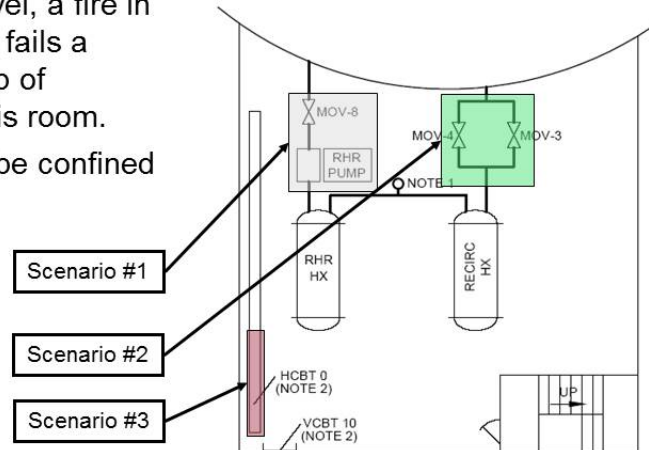 vel, a fire in
fails a
p of
is room.
be confined
MOV-8
RHR
PUMP
MOV-4
MOV-3
NOTE 1
RHR
HX
RECIRC
HX
Scenario #1
Scenario #2
Scenario #3
HCBT 0
(NOTE 2)
VCBT 10
(NOTE 2)
UP